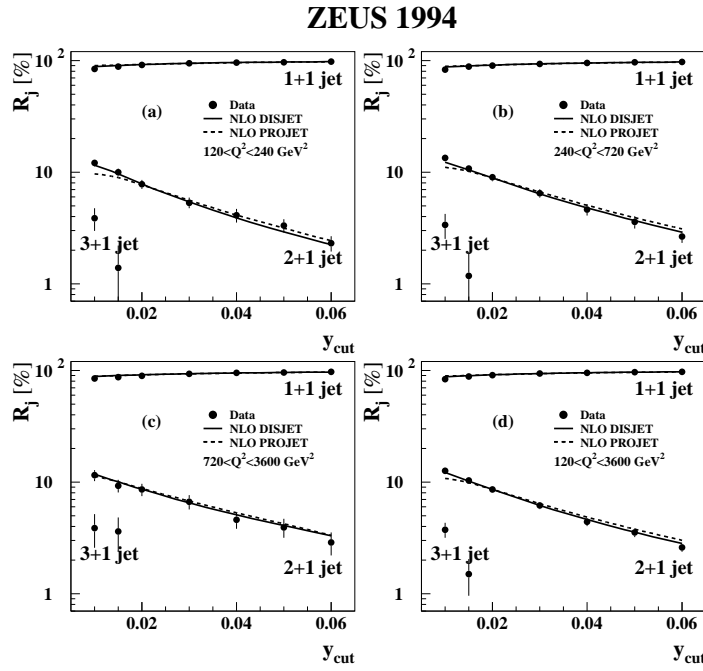 ZEUS 1994
R_j [%]
10^2
10
1
1+1 jet
(a)
Data
NLO DISJET
NLO PROJET
120<Q^2<240 GeV^2
3+1 jet
2+1 jet
0.02 0.04 0.06
y_cut
R_j [%]
10^2
10
1
1+1 jet
(b)
Data
NLO DISJET
NLO PROJET
240<Q^2<720 GeV^2
3+1 jet
2+1 jet
0.02 0.04 0.06
y_cut
R_j [%]
10^2
10
1
1+1 jet
(c)
Data
NLO DISJET
NLO PROJET
720<Q^2<3600 GeV^2
3+1 jet
2+1 jet
0.02 0.04 0.06
y_cut
R_j [%]
10^2
10
1
1+1 jet
(d)
Data
NLO DISJET
NLO PROJET
120<Q^2<3600 GeV^2
3+1 jet
2+1 jet
0.02 0.04 0.06
y_cut